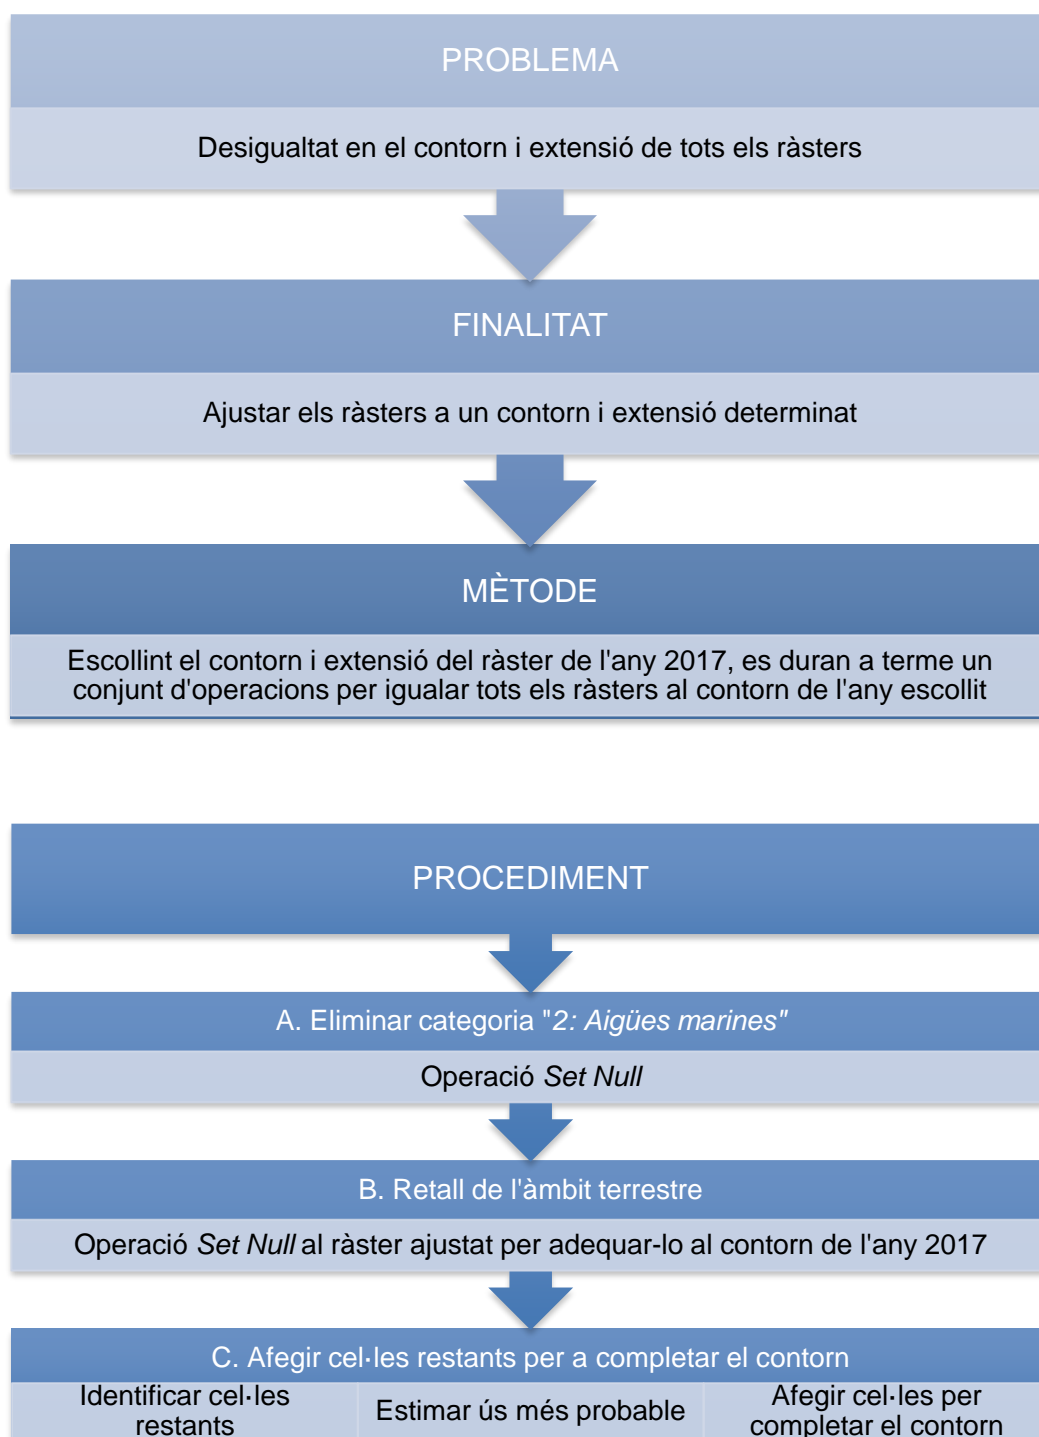 PROBLEMA
Desigualtat en el contorn i extensió de tots els ràsters
FINALITAT
Ajustar els ràsters a un contorn i extensió determinat
MÈTODE
Escollint el contorn i extensió del ràster de l'any 2017, es duran a terme un
conjunt d'operacions per igualar tots els ràsters al contorn de l'any escollit
PROCEDIMENT
A. Eliminar categoria "2: Aigües marines"
Operació Set Null
B. Retall de l'àmbit terrestre
Operació Set Null al ràster ajustat per adequar-lo al contorn de l'any 2017
C. Afegir cel·les restants per a completar el contorn
Identificar cel·les
restants
Estimar ús més probable
Afegir cel·les per
completar el contorn